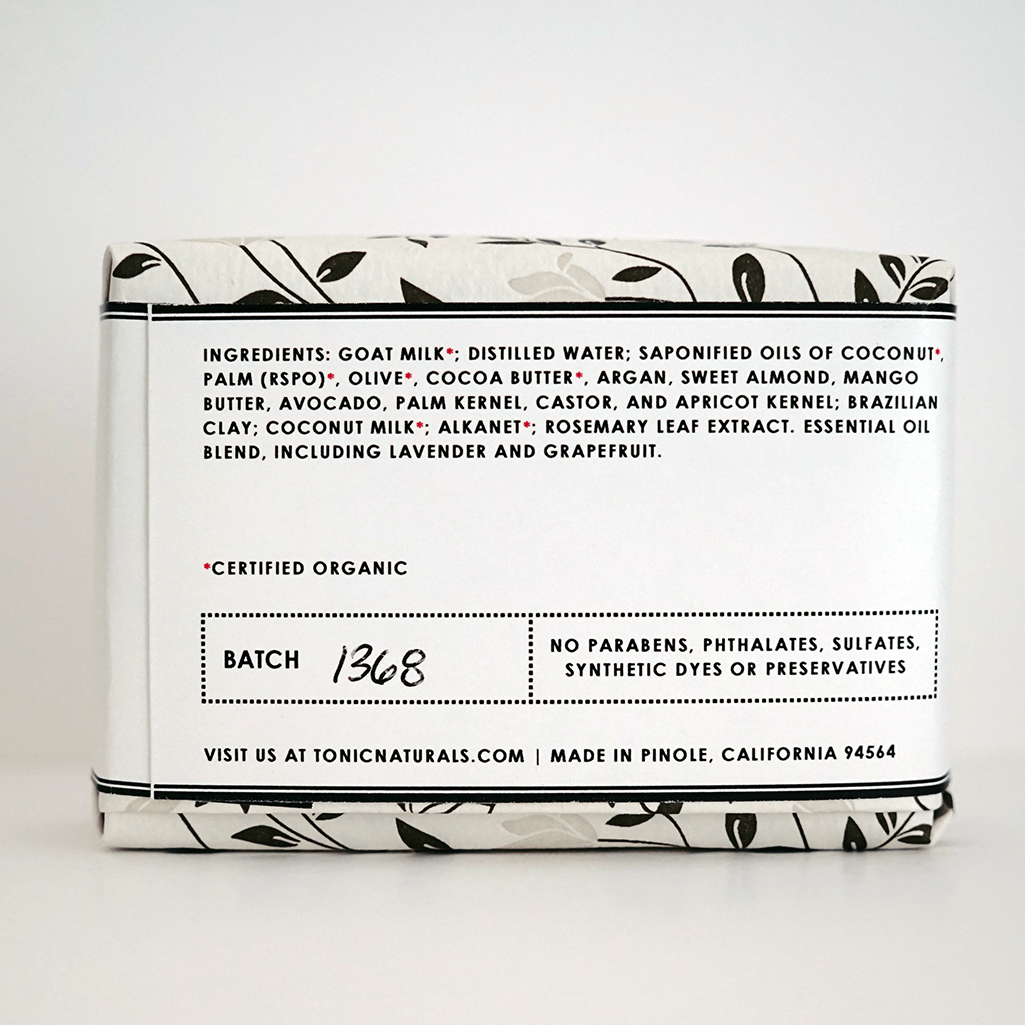 INGREDIENTS: GOAT MILK*; DISTILLED WATER; SAPONIFIED OILS OF COCONUT*,
PALM (RSPO)*, OLIVE*, COCOA BUTTER*, ARGAN, SWEET ALMOND, MANGO
BUTTER, AVOCADO, PALM KERNEL, CASTOR, AND APRICOT KERNEL; BRAZILIAN
CLAY; COCONUT MILK*; ALKANET*; ROSEMARY LEAF EXTRACT. ESSENTIAL OIL
BLEND, INCLUDING LAVENDER AND GRAPEFRUIT.
*CERTIFIED ORGANIC
BATCH 1368
NO PARABENS, PHTHALATES, SULFATES,
SYNTHETIC DYES OR PRESERVATIVES
VISIT US AT TONICNATURALS.COM | MADE IN PINOLE, CALIFORNIA 94564